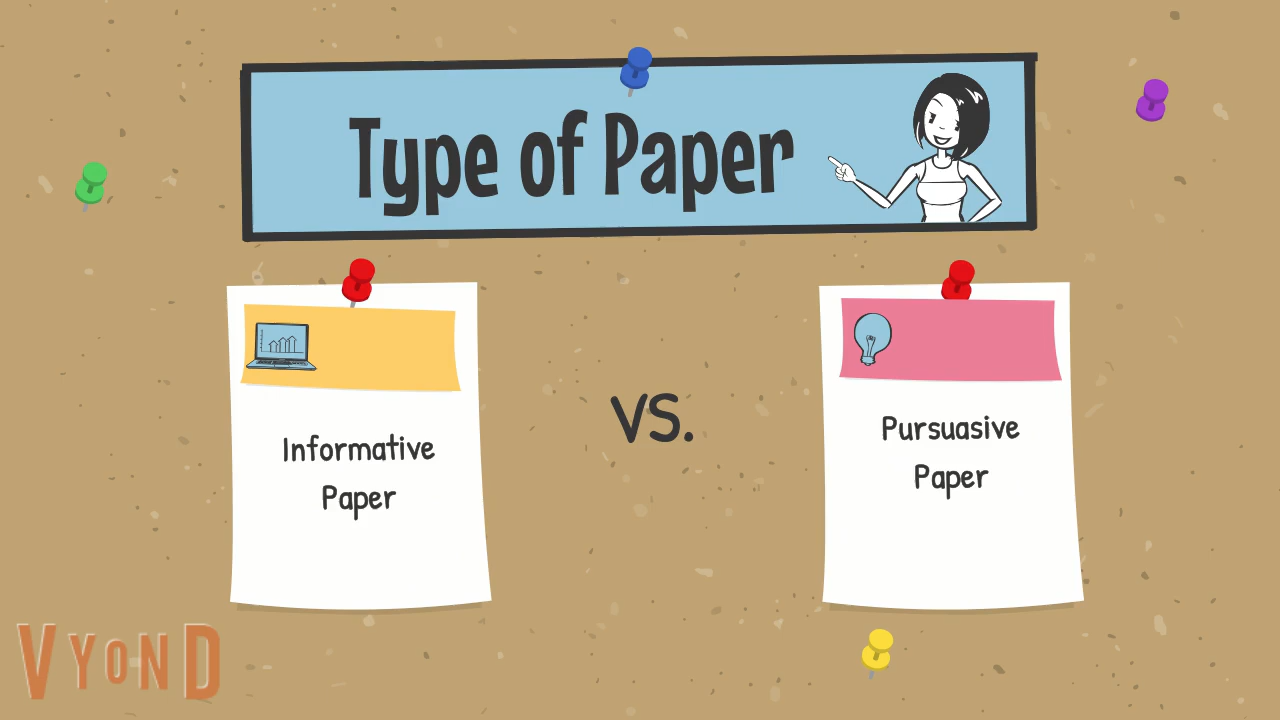 Type of Paper
Informative
Paper
VS.
Pursuasive
Paper
VYOND